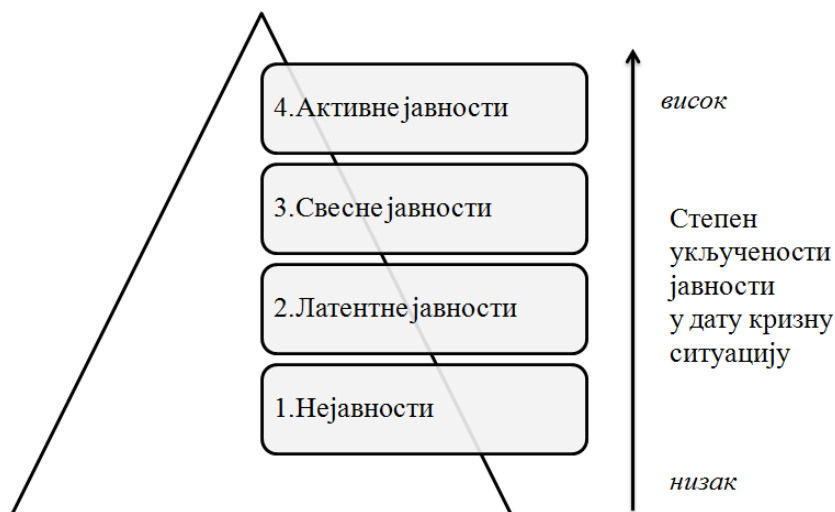 4.Активне јавности
3.Свесне јавности
2.Латентне јавности
1.Нејавности
висок
Степен
укључености
јавности
у дату кризну
ситуацију
низак